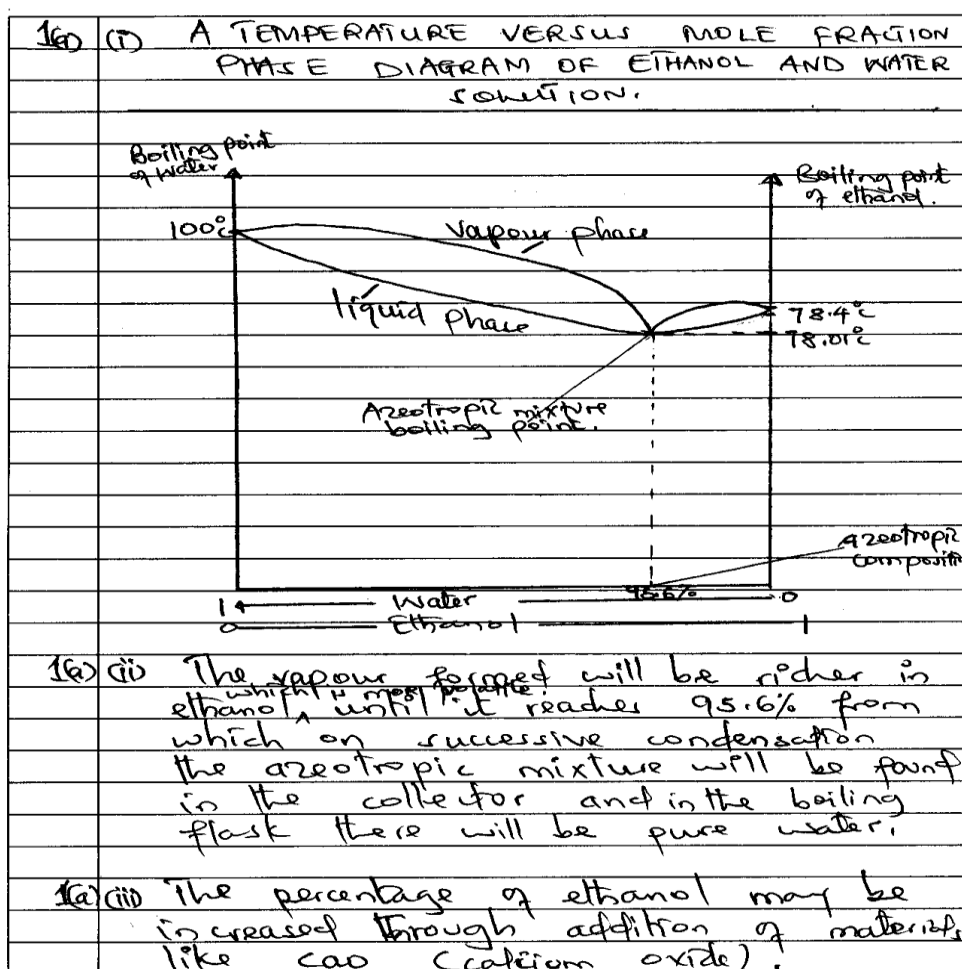 1(a) (i) A TEMPERATURE VERSUS MOLE FRACTION
PHASE DIAGRAM OF ETHANOL AND WATER
SOLUTION.
Boiling point
of Water
Boiling point
of ethanol.
100°c
Vapour phase
liquid phase
78.4°c
78.01°c
Azeotropic mixture
boiling point.
azeotropic
compositi
95.6%
1 Water 0
0 Ethanol 1
1(a) (ii) The vapour formed will be richer in
which is most volatile.
ethanol ^ until it reaches 95.6% from
which on successive condensation
the azeotropic mixture will be found
in the collector and in the boiling
flask there will be pure water.
1(a) (iii) The percentage of ethanol may be
increased through addition of materials
like cao (calcium oxide).